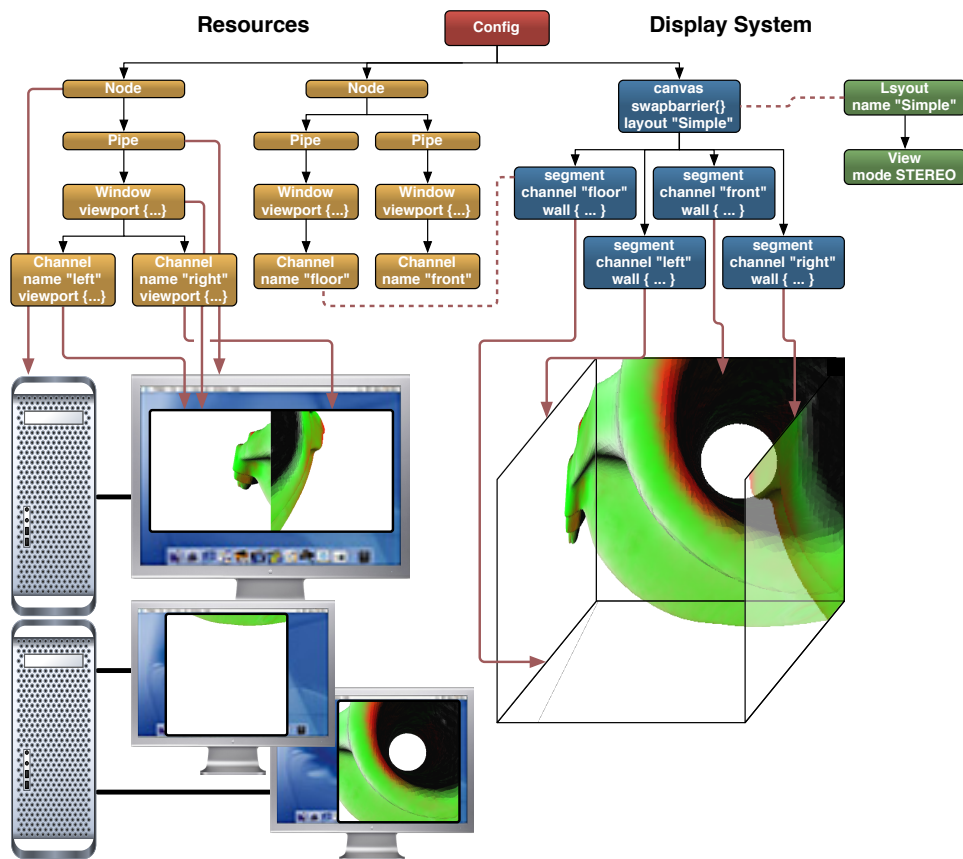 Resources
Config
Display System
Node
Node
canvas
swapbarrier{}
layout "Simple"
Lsyout
name "Simple"
Pipe
Pipe
Pipe
View
mode STEREO
Window
viewport {...}
Window
viewport {...}
Window
viewport {...}
segment
channel "floor"
wall { ... }
segment
channel "front"
wall { ... }
Channel
name "left"
viewport {...}
Channel
name "right"
viewport {...}
Channel
name "floor"
Channel
name "front"
segment
channel "left"
wall { ... }
segment
channel "right"
wall { ... }